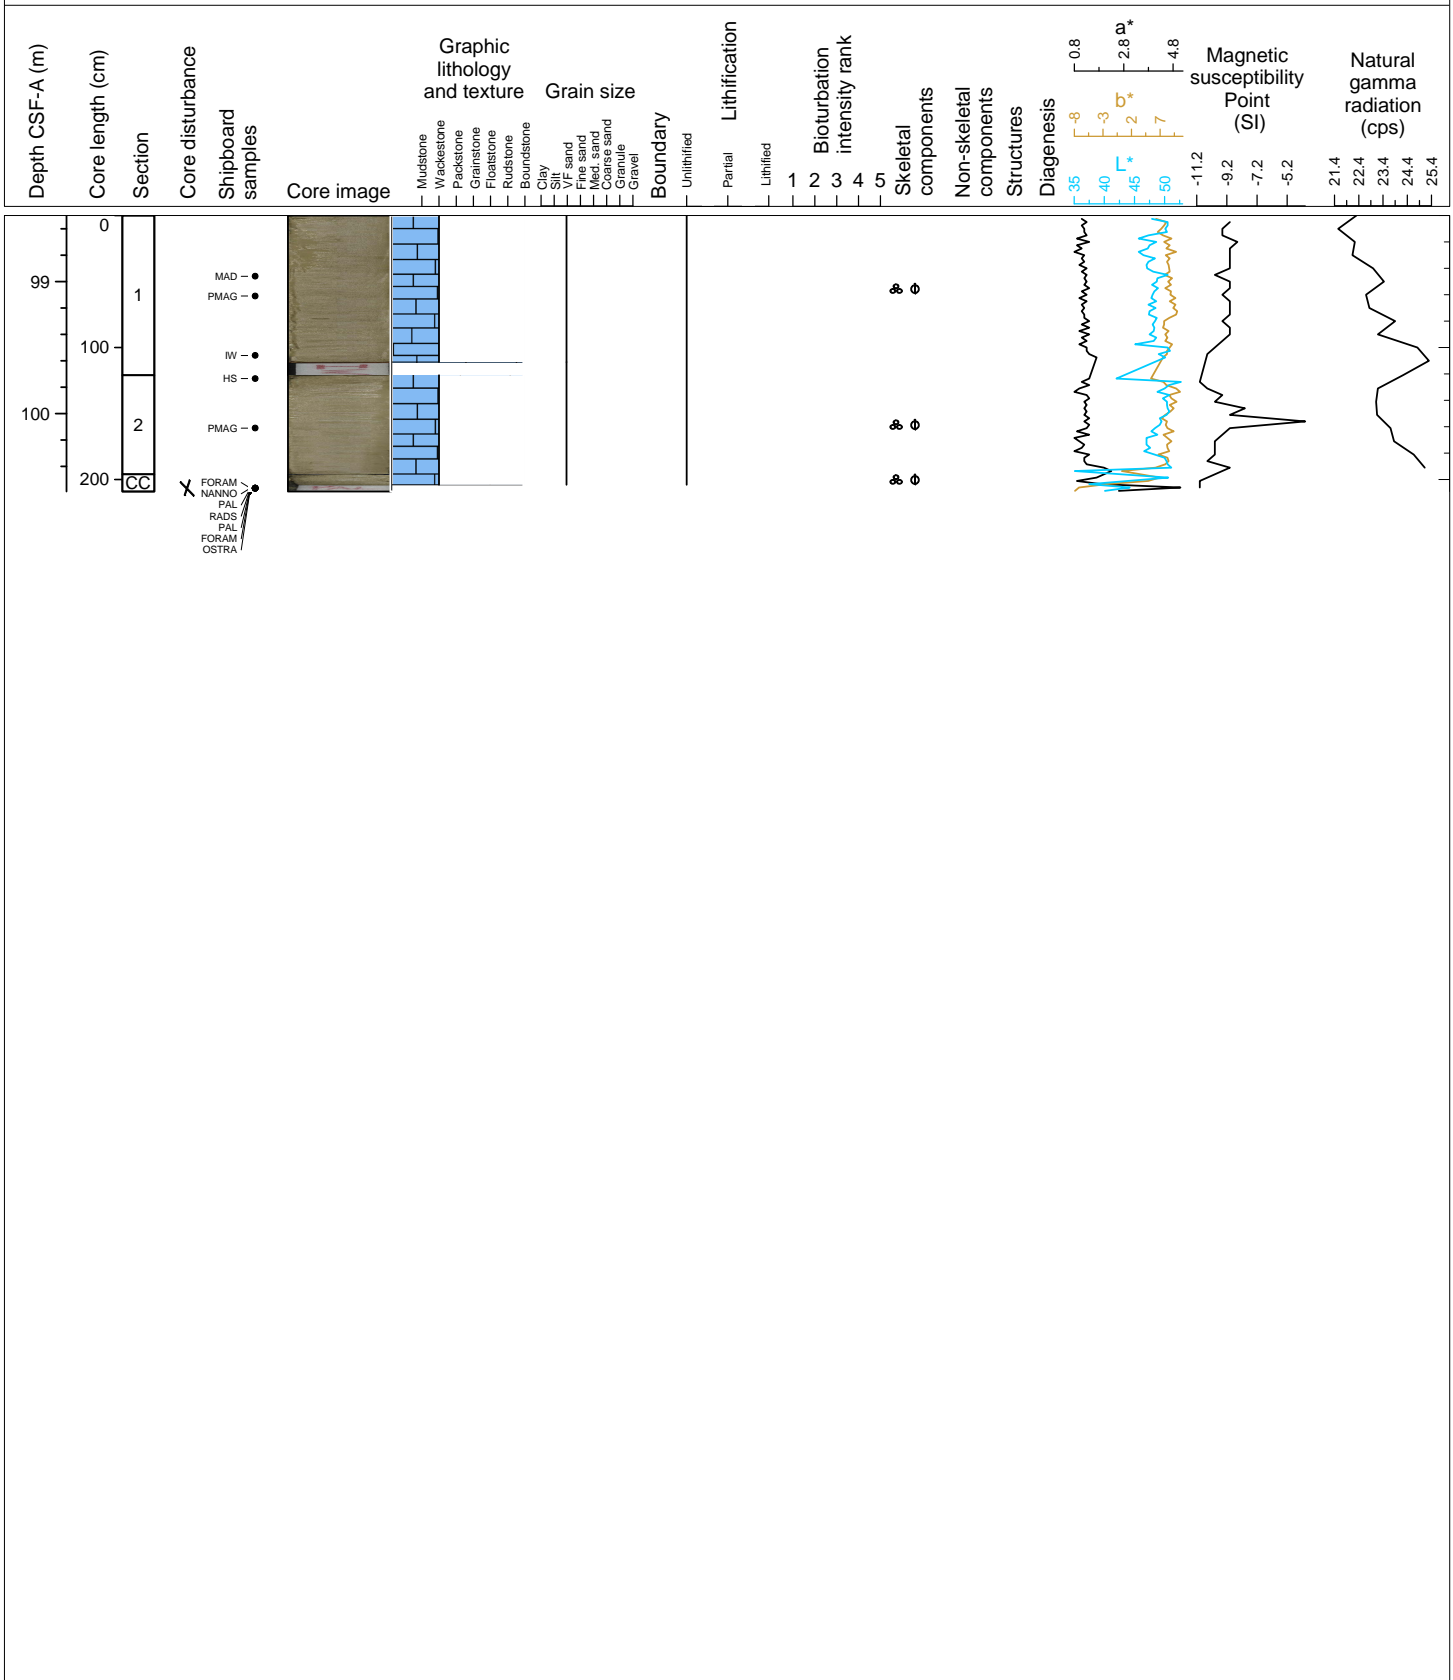 Depth CSF-A (m)
Core length (cm)
Section
Core disturbance
Shipboard
samples
Core image
Graphic
lithology
and texture
Mudstone
Wackestone
Packstone
Grainstone
Floatstone
Rudstone
Boundstone
Grain size
Clay
Silt
VF sand
Fine sand
Med. sand
Coarse sand
Granule
Gravel
Boundary
Lithification
Unlithified
Partial
Lithified
Bioturbation
intensity rank
1 2 3 4 5
Skeletal
components
Non-skeletal
components
Structures
Diagenesis
a*
0.8 2.8 4.8
b*
-8 -3 2 7
L*
35 40 45 50
Magnetic
susceptibility
Point
(SI)
-11.2 -9.2 -7.2 -5.2
Natural
gamma
radiation
(cps)
21.4 22.4 23.4 24.4 25.4
0
99
1
MAD
PMAG
100
IW
HS
100
2
PMAG
200
CC
FORAM
NANNO
PAL
RADS
PAL
FORAM
OSTRA